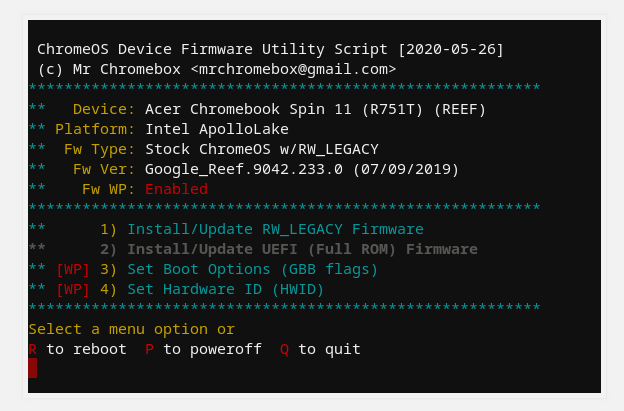 ChromeOS Device Firmware Utility Script [2020-05-26]
(c) Mr Chromebox <mrchromebox@gmail.com>
*********************************************************
**   Device: Acer Chromebook Spin 11 (R751T) (REEF)
** Platform: Intel ApolloLake
**  Fw Type: Stock ChromeOS w/RW_LEGACY
**   Fw Ver: Google_Reef.9042.233.0 (07/09/2019)
**    Fw WP: Enabled
*********************************************************
**      1) Install/Update RW_LEGACY Firmware
**      2) Install/Update UEFI (Full ROM) Firmware
** [WP] 3) Set Boot Options (GBB flags)
** [WP] 4) Set Hardware ID (HWID)
*********************************************************
Select a menu option or
R to reboot  P to poweroff  Q to quit